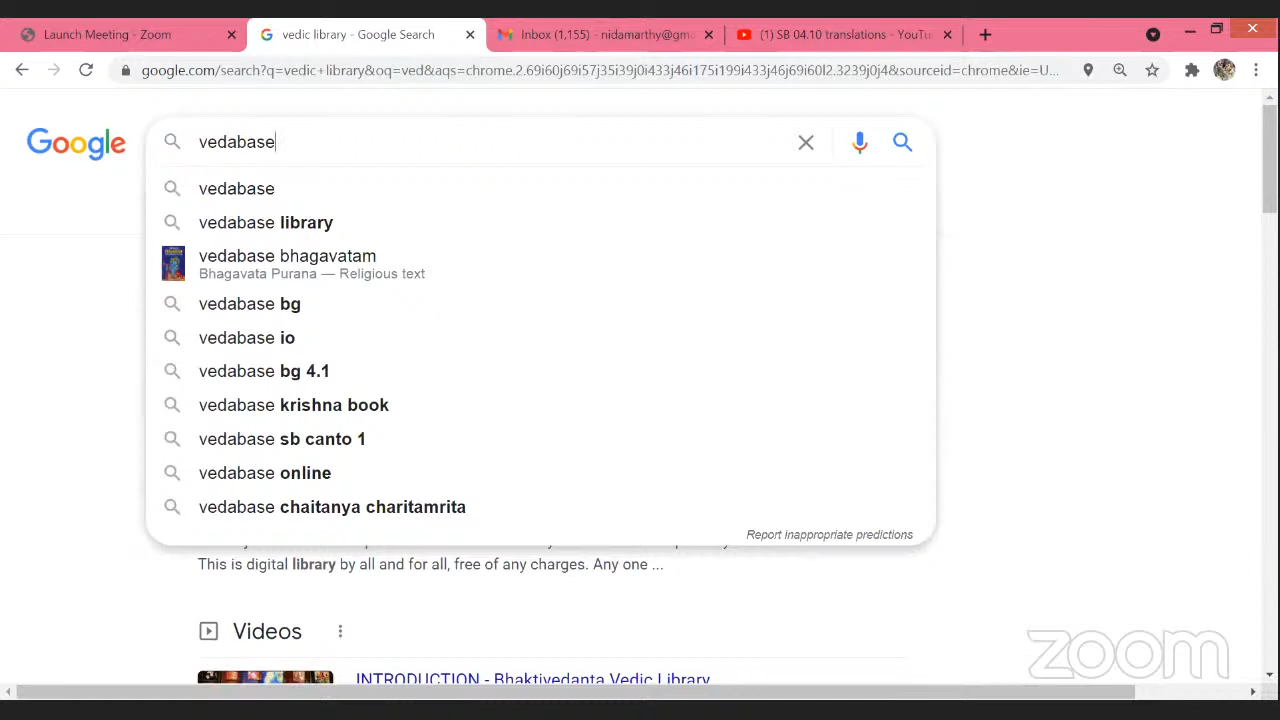 Launch Meeting - Zoom
vedic library - Google Search
Inbox (1,155) - nidamarthy@gm
(1) SB 04.10 translations - YouTu
google.com/search?q=vedic+library&oq=ved&aqs=chrome.2.69i60j69i57j35i39j0i433j46i175i199i433j46j69i60l2.3239j0j4&sourceid=chrome&ie=U...
Google
vedabase
vedabase
vedabase library
vedabase bhagavatam
Bhagavata Purana — Religious text
vedabase bg
vedabase io
vedabase bg 4.1
vedabase krishna book
vedabase sb canto 1
vedabase online
vedabase chaitanya charitamrita
Report inappropriate predictions
This is digital library by all and for all, free of any charges. Any one ...
Videos
INTRODUCTION - Bhaktivedanta Vedic Library
zoom